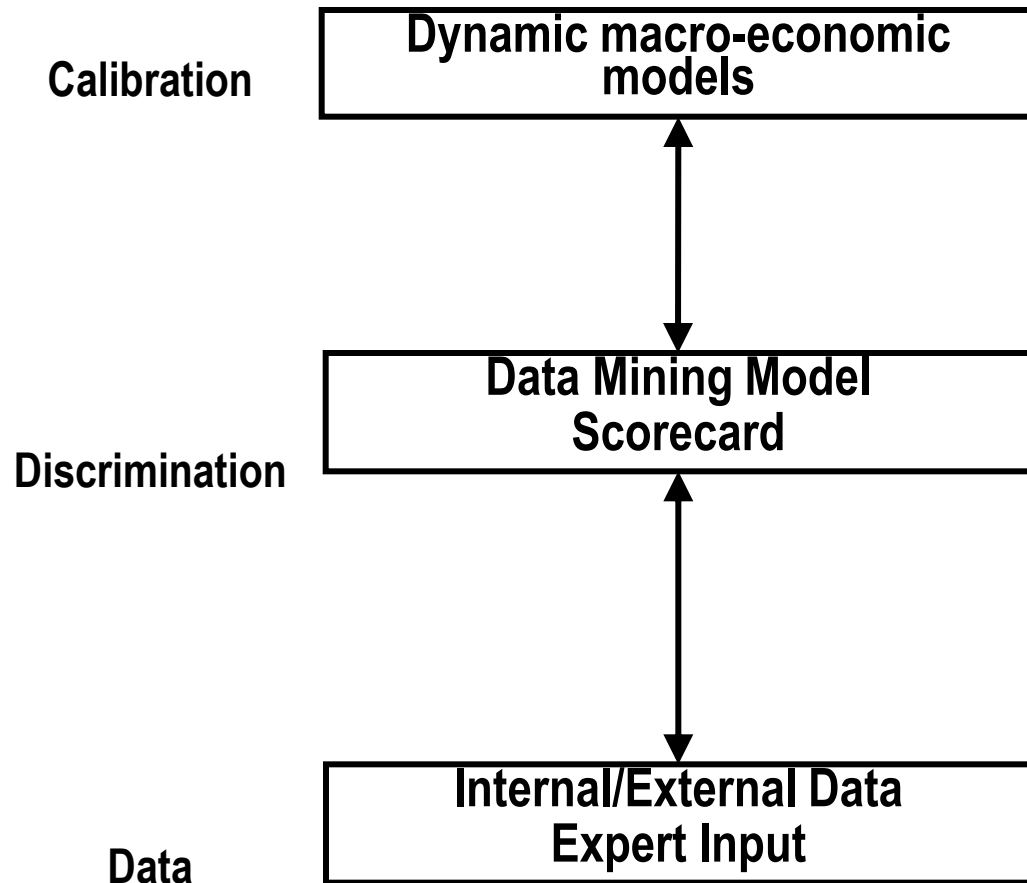 Dynamic macro-economic
models
Calibration
Data Mining Model
Scorecard
Discrimination
Internal/External Data
Expert Input
Data